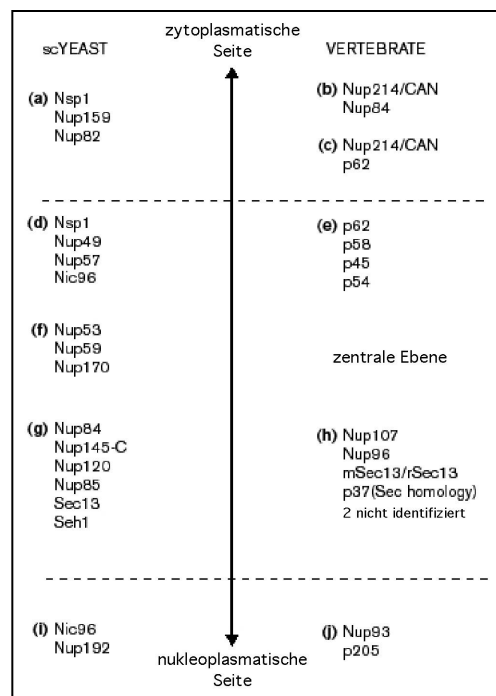 zytoplasmatische
Seite
scYEAST
VERTEBRATE
(a) Nsp1
Nup159
Nup82
(b) Nup214/CAN
Nup84
(c) Nup214/CAN
p62
(d) Nsp1
Nup49
Nup57
Nic96
(e) p62
p58
p45
p54
(f) Nup53
Nup59
Nup170
zentrale Ebene
(g) Nup84
Nup145-C
Nup120
Nup85
Sec13
Seh1
(h) Nup107
Nup96
mSec13/rSec13
p37(Sec homology)
2 nicht identifiziert
(i) Nic96
Nup192
(j) Nup93
p205
nukleoplasmatische
Seite